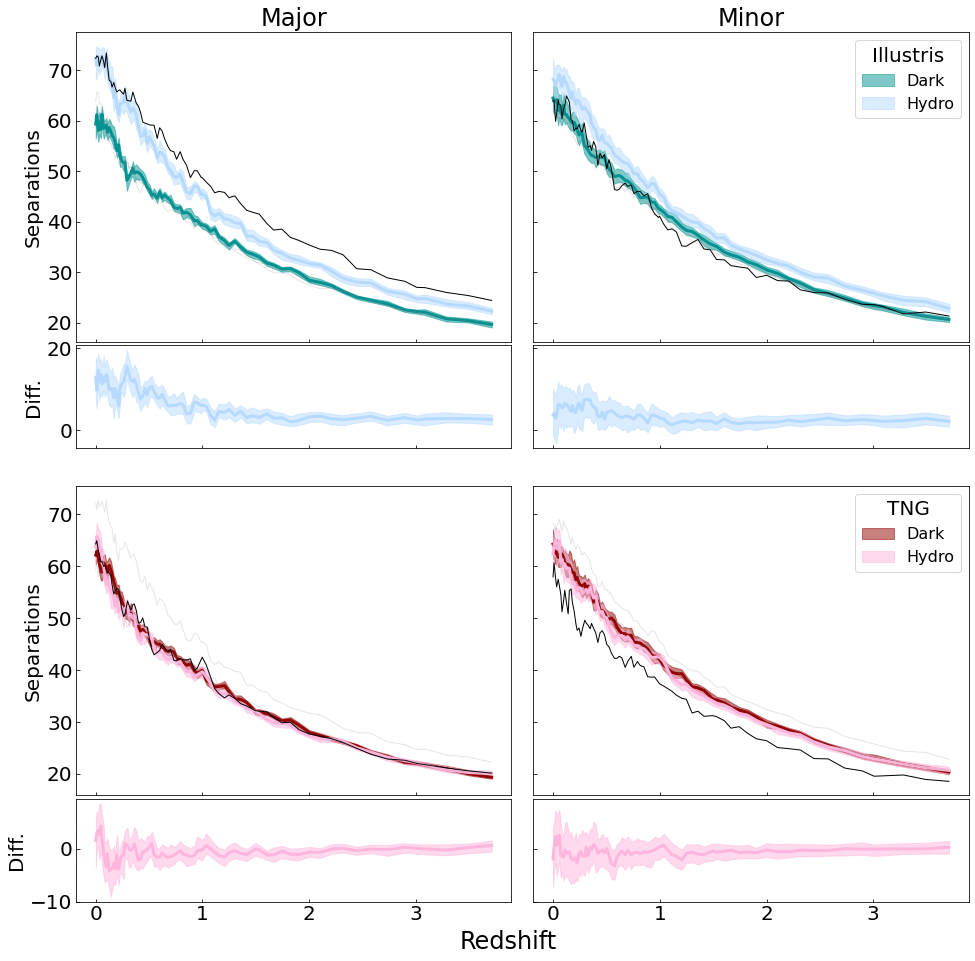 Major
Minor
70
60
50
40
30
20
Separations
Illustris
Dark
Hydro
20
0
Diff.
70
60
50
40
30
20
Separations
TNG
Dark
Hydro
0
−10
Diff.
0 1 2 3
0 1 2 3
Redshift